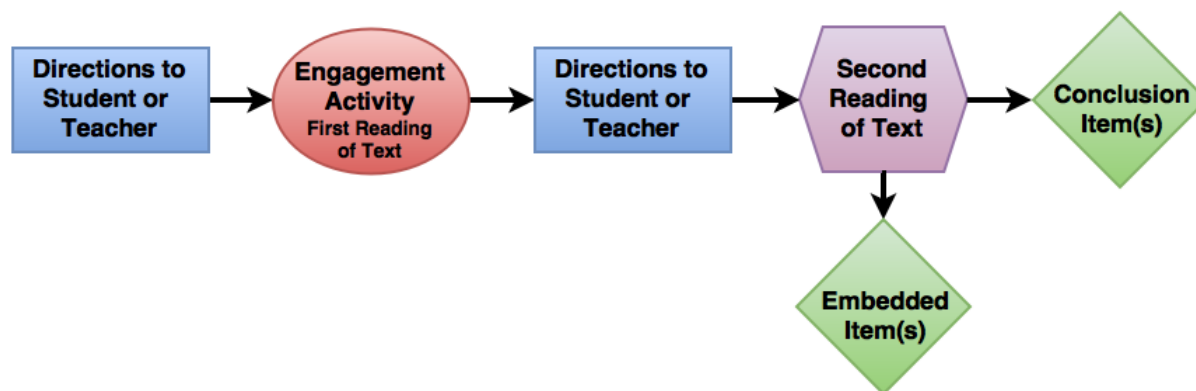 Directions to
Student or
Teacher
Engagement
Activity
First Reading
of Text
Directions to
Student or
Teacher
Second
Reading
of Text
Conclusion
Item(s)
Embedded
Item(s)